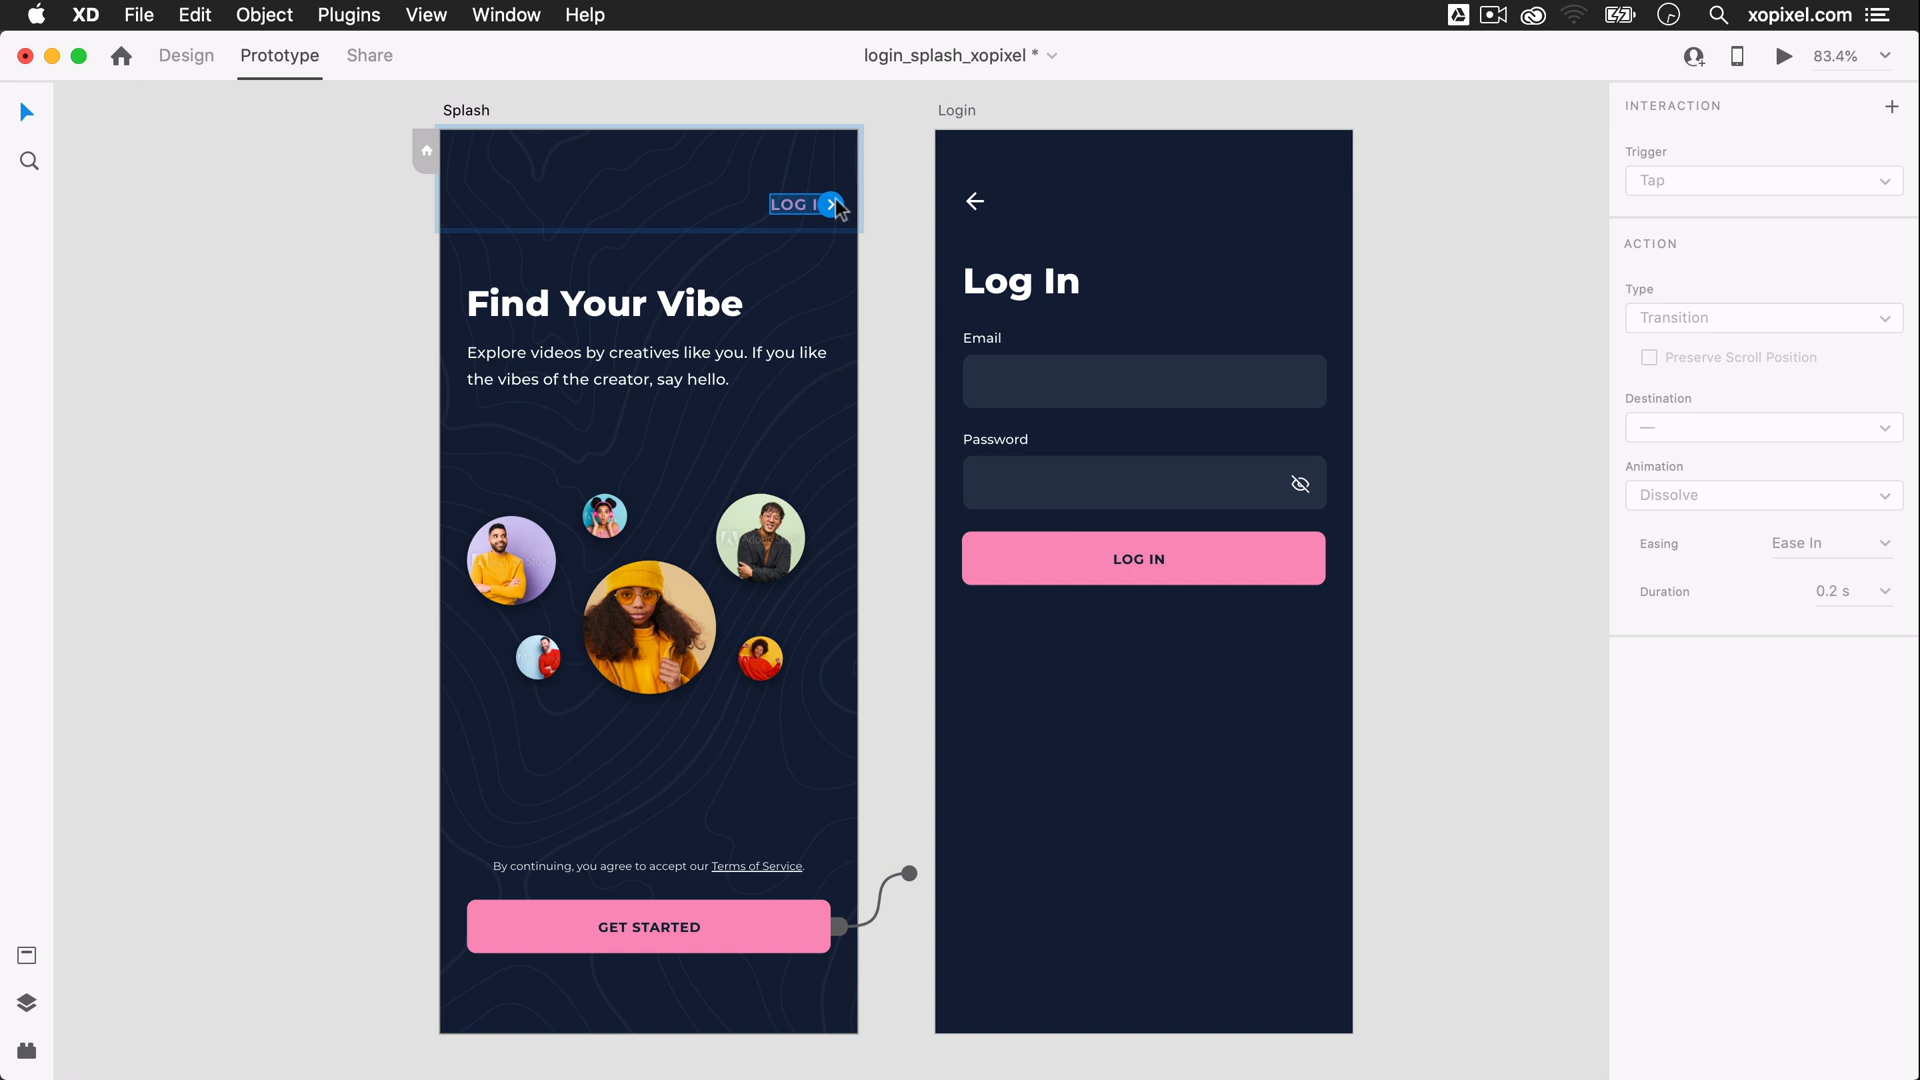 XD File Edit Object Plugins View Window Help xopixel.com
Design Prototype Share login_splash_xopixel * 83.4%
Splash
LOG I
Find Your Vibe
Explore videos by creatives like you. If you like
the vibes of the creator, say hello.
By continuing, you agree to accept our Terms of Service.
GET STARTED
Login
Log In
Email
Password
LOG IN
INTERACTION
Trigger
Tap
ACTION
Type
Transition
Preserve Scroll Position
Destination
—
Animation
Dissolve
Easing Ease In
Duration 0.2 s